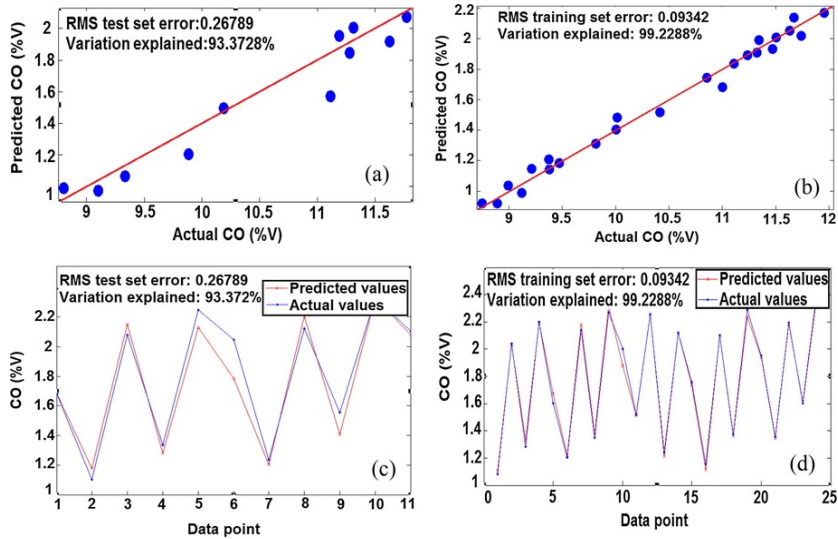 RMS test set error:0.26789
Variation explained:93.3728%
Predicted CO (%V)
2
1.8
1.6
1.4
1.2
1
9
9.5
10
10.5
11
11.5
Actual CO (%V)
(a)
RMS training set error: 0.09342
Variation explained: 99.2288%
Predicted CO (%V)
2.2
2
1.8
1.6
1.4
1.2
1
9
9.5
10
10.5
11
11.5
12
Actual CO (%V)
(b)
RMS test set error: 0.26789
Variation explained: 93.372%
Predicted values
Actual values
CO (%V)
2.2
2
1.8
1.6
1.4
1.2
1
1
2
3
4
5
6
7
8
9
10
11
Data point
(c)
RMS training set error: 0.09342
Variation explained: 99.2288%
Predicted values
Actual values
CO (%V)
2.4
2.2
2
1.8
1.6
1.4
1.2
1
0
5
10
15
20
25
Data point
(d)